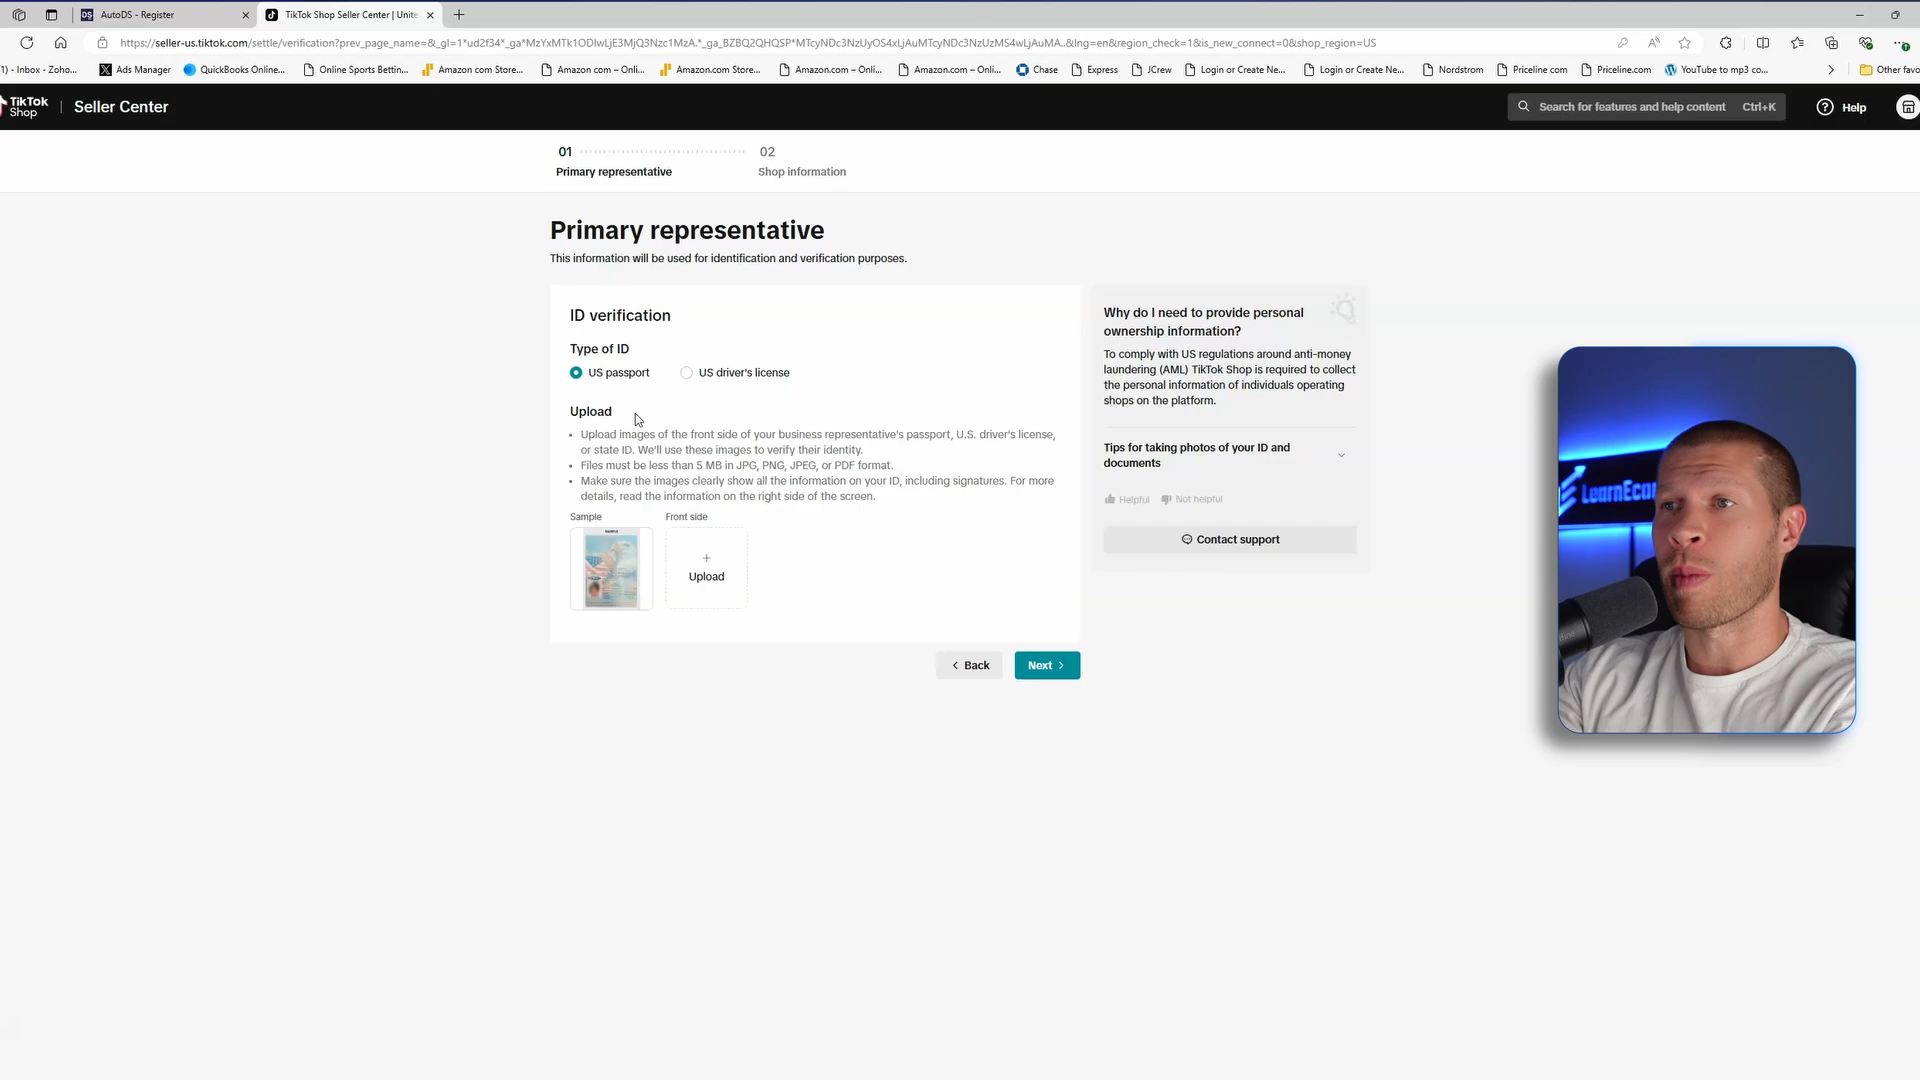 AutoDS - Register
TikTok Shop Seller Center | Unite
https://seller-us.tiktok.com/settle/verification?prev_page_name=&_gl=1*ud2f34*_ga*MzYxMTk1ODIwLjE3MjQ3Nzc1MzA.*_ga_BZBQ2QHQSP*MTcyNDc3NzUyOS4xLjAuMTcyNDc3NzUzMS4wLjAuMA..&lng=en&region_check=1&is_new_connect=0&shop_region=US
1) - Inbox - Zoho...
Ads Manager
QuickBooks Online...
Online Sports Bettin...
Amazon com Store...
Amazon com – Onli...
Amazon.com Store...
Amazon.com – Onli...
Amazon.com – Onli...
Chase
Express
JCrew
Login or Create Ne...
Login or Create Ne...
Nordstrom
Priceline com
Priceline.com
YouTube to mp3 co...
Other favo
TikTok
Shop
Seller Center
Search for features and help content Ctrl+K
Help
01
02
Primary representative
Shop information
Primary representative
This information will be used for identification and verification purposes.
ID verification
Type of ID
US passport
US driver's license
Upload
• Upload images of the front side of your business representative's passport, U.S. driver's license,
or state ID. We'll use these images to verify their identity.
• Files must be less than 5 MB in JPG, PNG, JPEG, or PDF format.
• Make sure the images clearly show all the information on your ID, including signatures. For more
details, read the information on the right side of the screen.
Sample
Front side
SAMPLE
+
Upload
Back
Next
Why do I need to provide personal
ownership information?
To comply with US regulations around anti-money
laundering (AML) TikTok Shop is required to collect
the personal information of individuals operating
shops on the platform.
Tips for taking photos of your ID and
documents
Helpful
Not helpful
Contact support
LearnEco